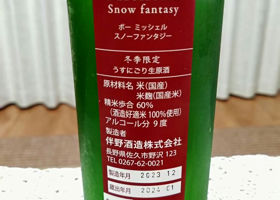 Snow fantasy
ボー ミッシェル
スノーファンタジー
冬季限定
うすにごり生原酒
原材料名 米(国産)
米麹(国産米)
精米歩合 60%
(酒造好適米 100%使用)
アルコール分 9度
製造者
伴野酒造株式会社
長野県佐久市野沢 123
TEL 0267-62-0021
製造年月 2023 12
蔵出年月 2024 01